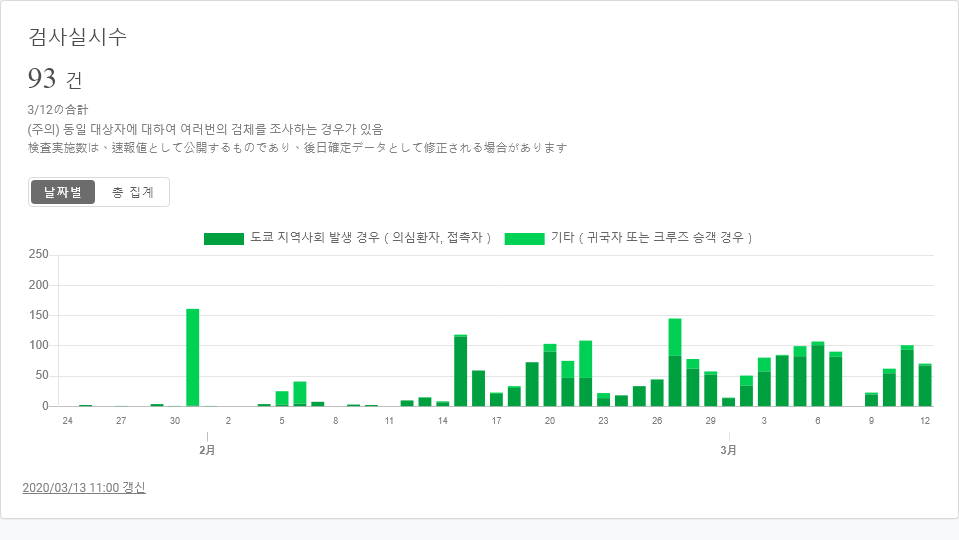 검사실시수
93 건
3/12の合計
(주의) 동일 대상자에 대하여 여러번의 검체를 조사하는 경우가 있음
検査実施数は、速報値として公開するものであり、後日確定データとして修正される場合があります
날짜별 총 집계
도쿄 지역사회 발생 경우 ( 의심환자, 접촉자 ) 기타 ( 귀국자 또는 크루즈 승객 경우 )
250
200
150
100
50
0
24 27 30 2 5 8 11 14 17 20 23 26 29 3 6 9 12
2月 3月
2020/03/13 11:00 갱신